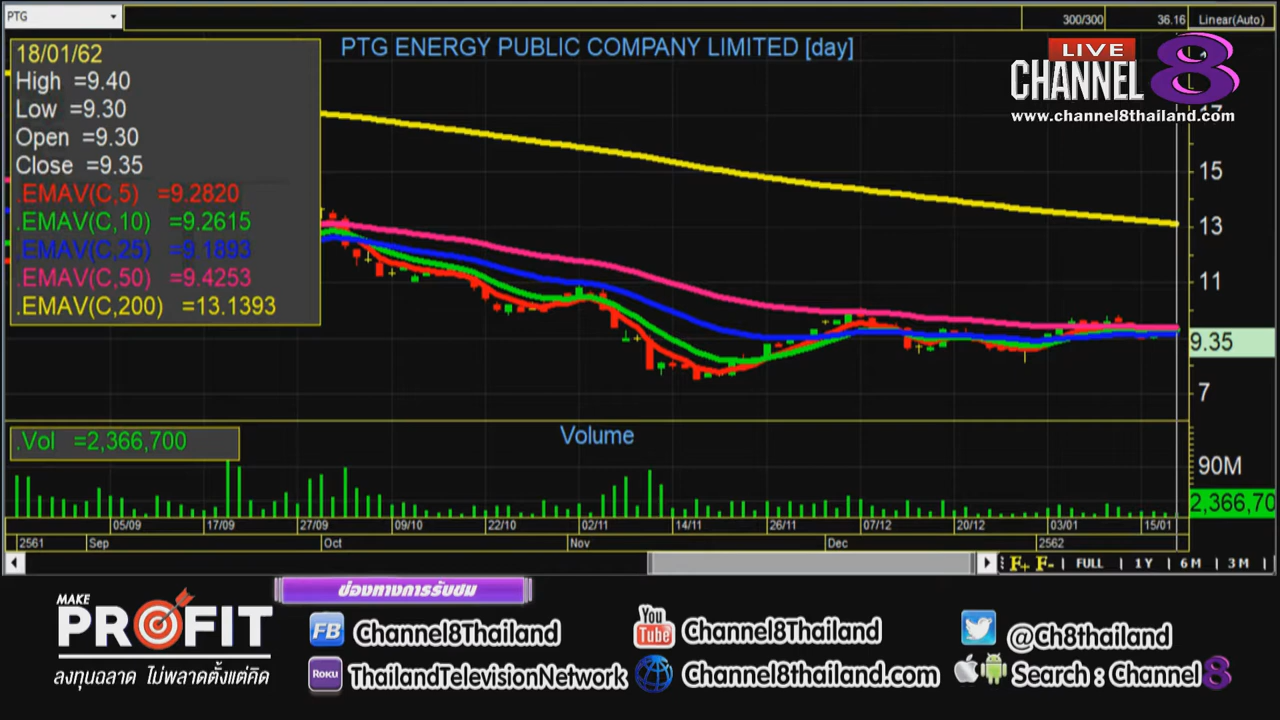 PTG
300/300
36.16
Linear(Auto)
PTG ENERGY PUBLIC COMPANY LIMITED [day]
LIVE
CHANNEL 8
www.channel8thailand.com
18/01/62
High =9.40
Low =9.30
Open =9.30
Close =9.35
.EMAV(C,5) =9.2820
.EMAV(C,10) =9.2615
.EMAV(C,25) =9.1893
.EMAV(C,50) =9.4253
.EMAV(C,200) =13.1393
17
15
13
11
9.35
7
.Vol =2,366,700
Volume
90M
2,366,70
05/09 17/09 27/09 09/10 22/10 02/11 14/11 26/11 07/12 20/12 03/01 15/01
2561 Sep Oct Nov Dec 2562
F+ F- | FULL | 1Y | 6M | 3M |
ช่องทางการรับชม
MAKE
PROFIT
ลงทุนฉลาด ไม่พลาดตั้งแต่คิด
FB Channel8Thailand
You Tube Channel8Thailand
@Ch8thailand
Roku ThailandTelevisionNetwork
Channel8thailand.com
Search : Channel 8